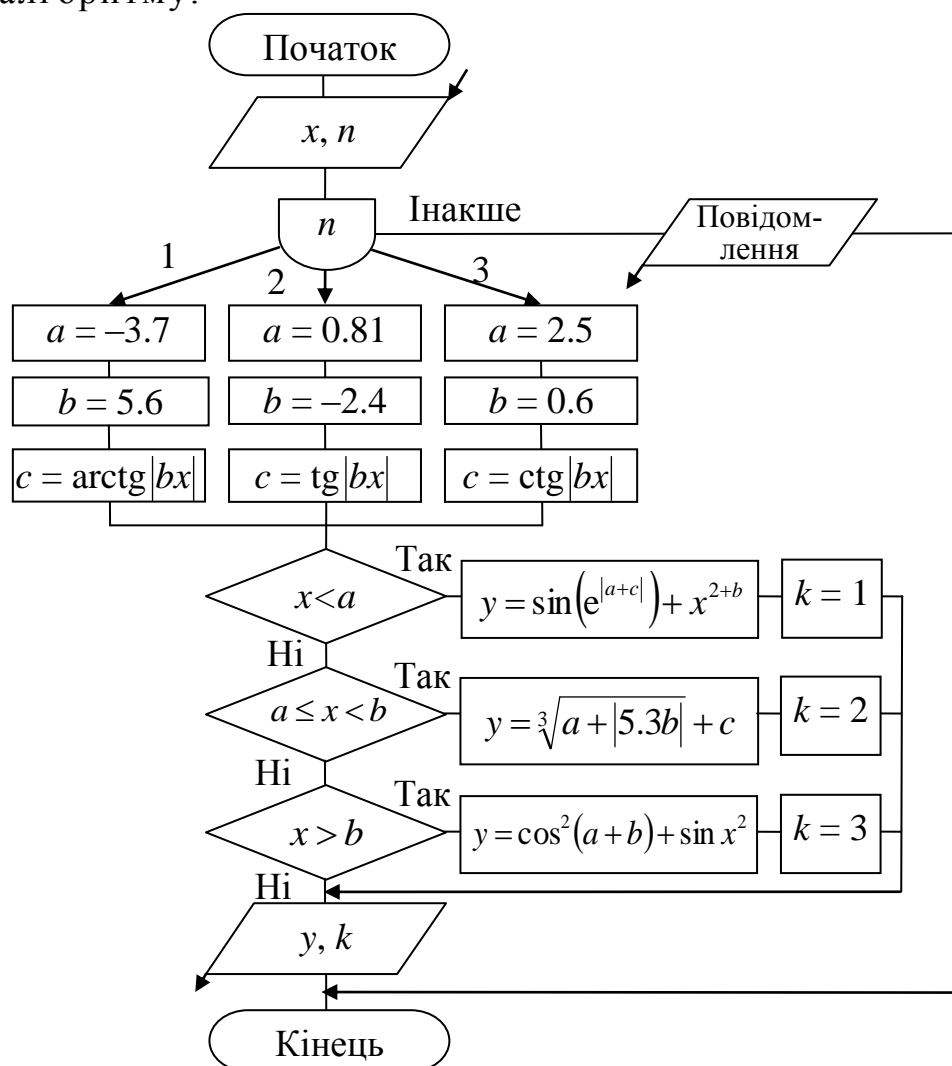 Початок
x, n
n
Інакше
Повідом-
лення
1
2
3
a = –3.7
a = 0.81
a = 2.5
b = 5.6
b = –2.4
b = 0.6
c = arctg|bx|
c = tg|bx|
c = ctg|bx|
x<a
Так
y = sin(e^|a+c|) + x^2+b
k = 1
Ні
a ≤ x < b
Так
y = ∛a + |5.3b| + c
k = 2
Ні
x > b
Так
y = cos²(a + b) + sin x²
k = 3
Ні
y, k
Кінець